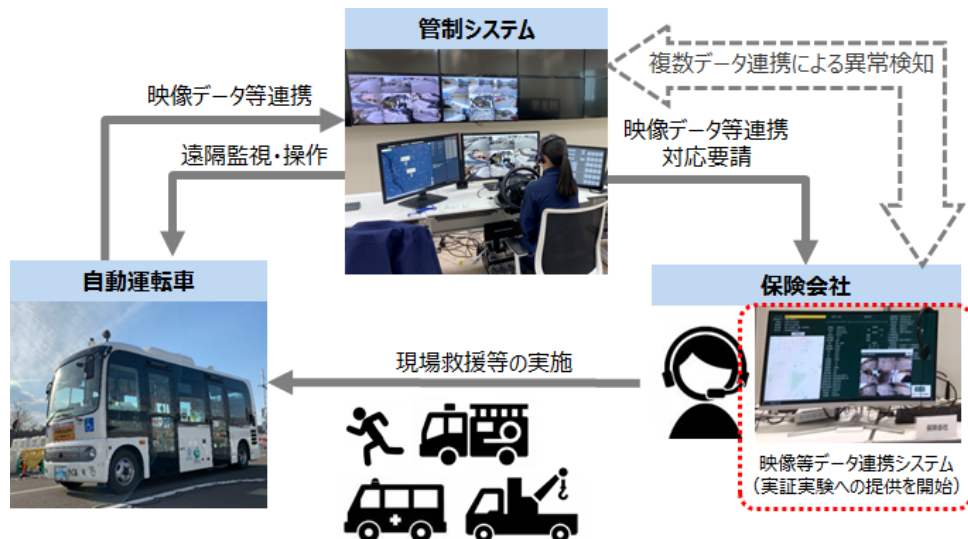 管制システム
複数データ連携による異常検知
映像データ等連携
遠隔監視・操作
映像データ等連携
対応要請
自動運転車
保険会社
現場救援等の実施
保険会社
映像等データ連携システム
(実証実験への提供を開始)